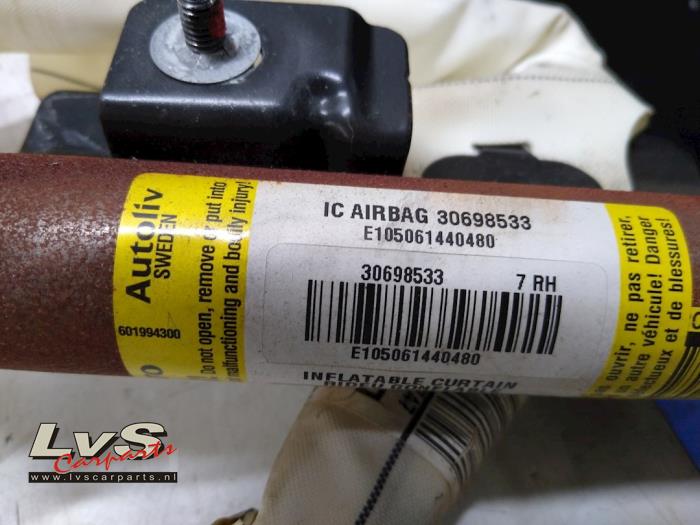 IC AIRBAG 30698533
E105061440480
30698533 7 RH
E105061440480
INFLATABLE CURTAIN
Autoliv
SWEDEN
601994300
Do not open, remove or put into
malfunctioning and bodily injury!
ouvrir, ne pas retirer,
un autre véhicule! Danger
et de blessures!
LvS
Carparts
www.lvscarparts.nl